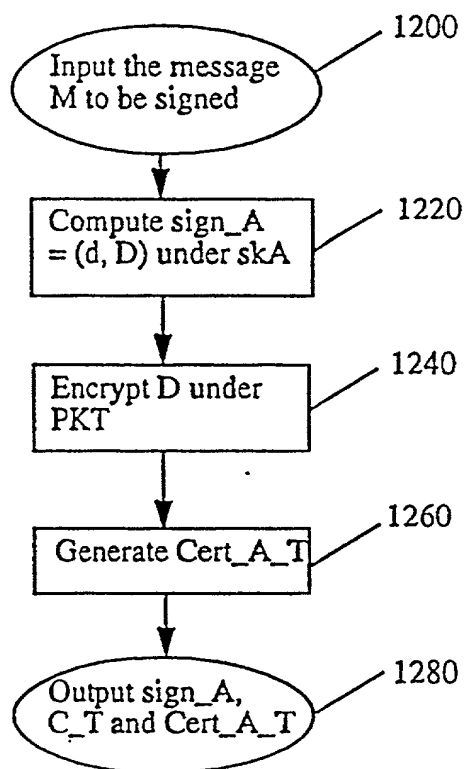 1200
Input the message
M to be signed
1220
Compute sign_A
= (d, D) under skA
1240
Encrypt D under
PKT
1260
Generate Cert_A_T
1280
Output sign_A,
C_T and Cert_A_T